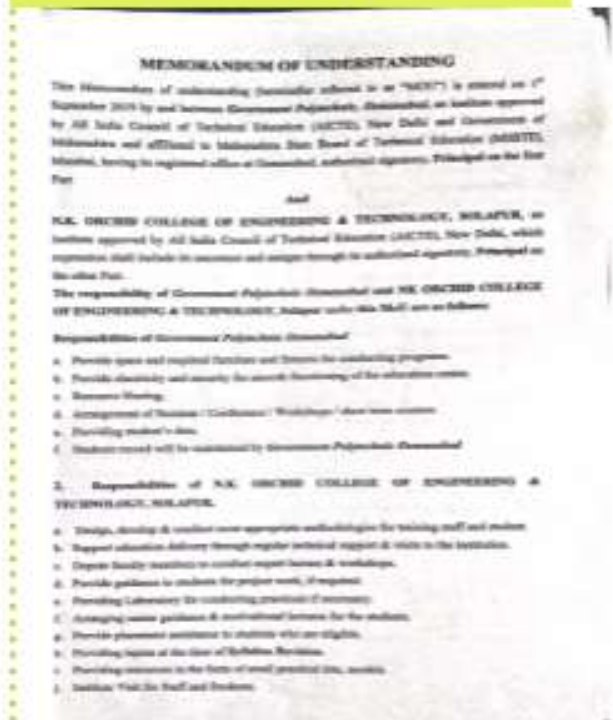 MEMORANDUM OF UNDERSTANDING
This Memorandum of understanding (hereinafter referred to as "MOU") is entered on 1st
September 2019 by and between Government Polytechnic, Osmanabad, an institute approved
by All India Council of Technical Education (AICTE), New Delhi and Government of
Maharashtra and affiliated to Maharashtra State Board of Technical Education (MSBTE),
Mumbai, having its registered office at Osmanabad, authorized signatory, Principal on the first
Part
And
N.K. ORCHID COLLEGE OF ENGINEERING & TECHNOLOGY, SOLAPUR, an
institute approved by All India Council of Technical Education (AICTE), New Delhi, which
expression shall include its successors and assigns through its authorized signatory, Principal on
the other Part.
The responsibility of Government Polytechnic Osmanabad and NK ORCHID COLLEGE
OF ENGINEERING & TECHNOLOGY, Solapur under this MoU are as follows:
Responsibilities of Government Polytechnic Osmanabad
a. Provide space and required furniture and fixtures for conducting programs.
b. Provide electricity and security for smooth functioning of the education centre.
c. Resource Sharing.
d. Arrangement of Seminar / Conference / Workshops / short term courses
e. Providing student's data.
f. Students record will be maintained by Government Polytechnic Osmanabad
2. Responsibilities of N.K. ORCHID COLLEGE OF ENGINEERING &
TECHNOLOGY, SOLAPUR.
a. Design, develop & conduct most appropriate methodologies for training staff and student
b. Support education delivery through regular technical support & visits to the institution.
c. Depute faculty members to conduct expert lecture & workshops.
d. Provide guidance to students for project work, if required.
e. Providing Laboratory for conducting practicals if necessary.
f. Arranging career guidance & motivational lectures for the students.
g. Provide placement assistance to students who are eligible.
h. Providing inputs at the time of Syllabus Revision.
i. Providing resources in the form of small practical kits, models.
j. Institute Visit for Staff and Students.